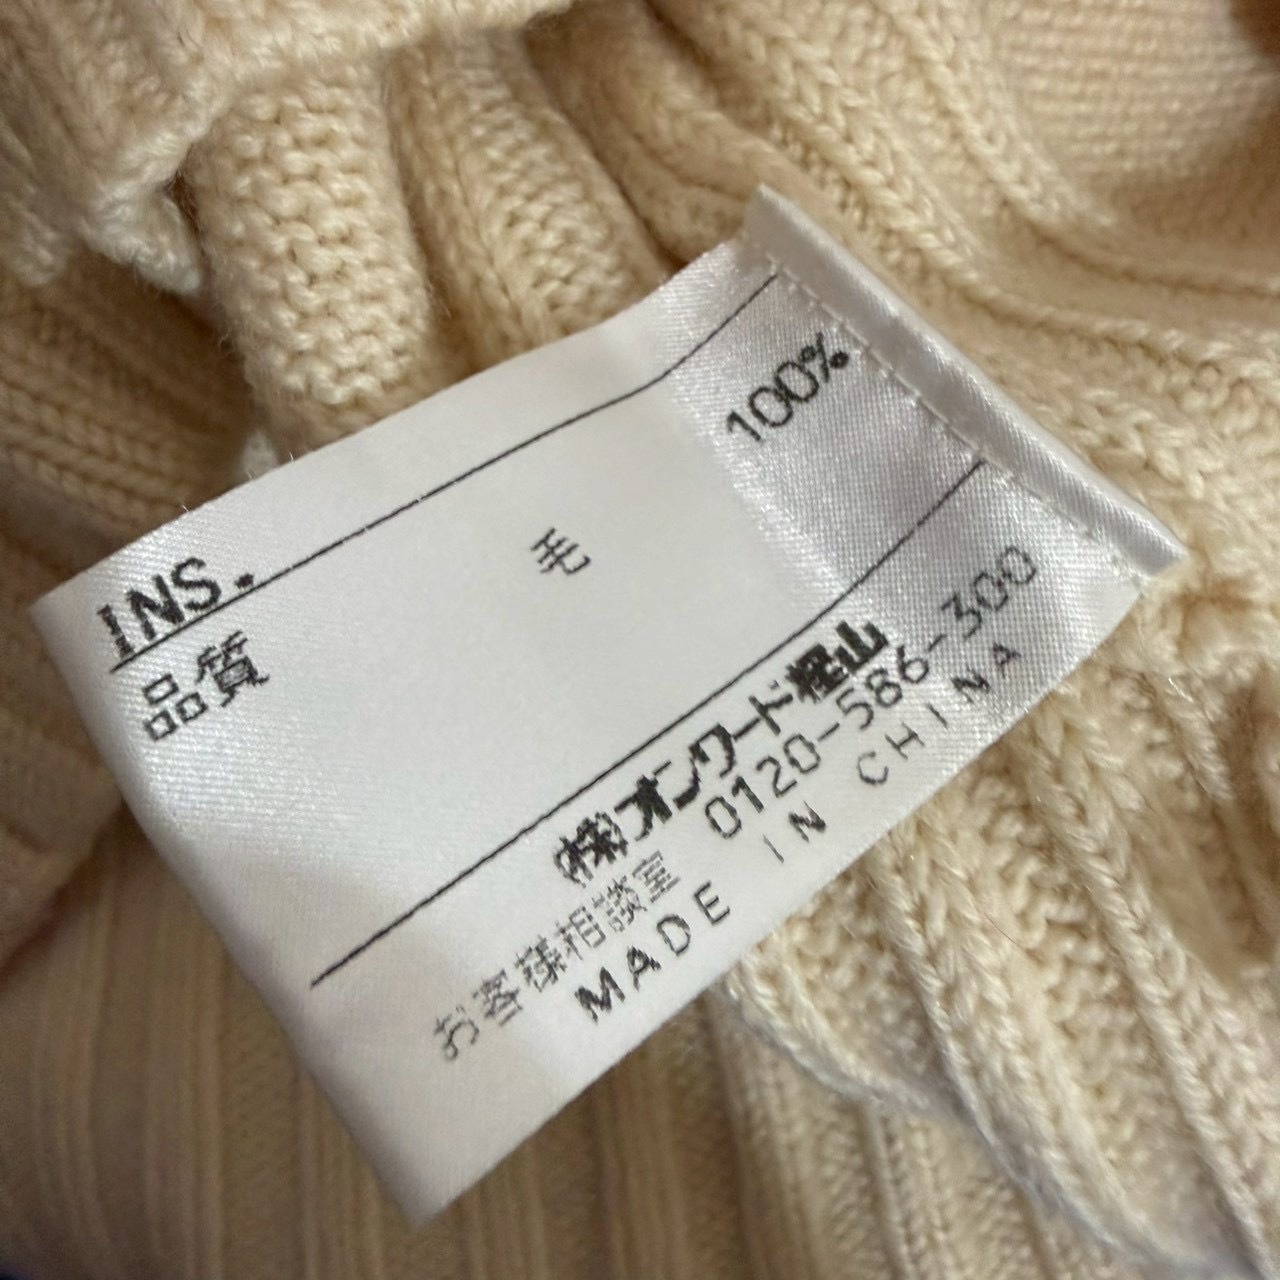 INS.
品質
毛 100%
㈱オンワード樫山
お客様相談室 0120-586-300
MADE IN CHINA